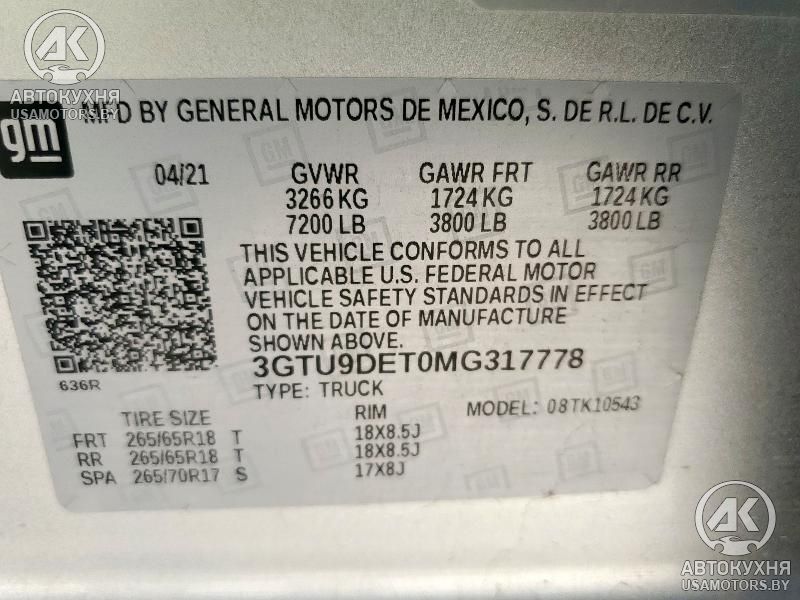 АК
АВТОКУХНЯ
USAMOTORS.BY
gm
MFD BY GENERAL MOTORS DE MEXICO, S. DE R.L. DE C.V.
04/21 GVWR GAWR FRT GAWR RR
3266 KG 1724 KG 1724 KG
7200 LB 3800 LB 3800 LB
THIS VEHICLE CONFORMS TO ALL
APPLICABLE U.S. FEDERAL MOTOR
VEHICLE SAFETY STANDARDS IN EFFECT
ON THE DATE OF MANUFACTURE
SHOWN ABOVE.
3GTU9DET0MG317778
636R
TYPE: TRUCK
TIRE SIZE RIM MODEL: 08TK10543
FRT 265/65R18 T 18X8.5J
RR 265/65R18 T 18X8.5J
SPA 265/70R17 S 17X8J
АК
АВТОКУХНЯ
USAMOTORS.BY